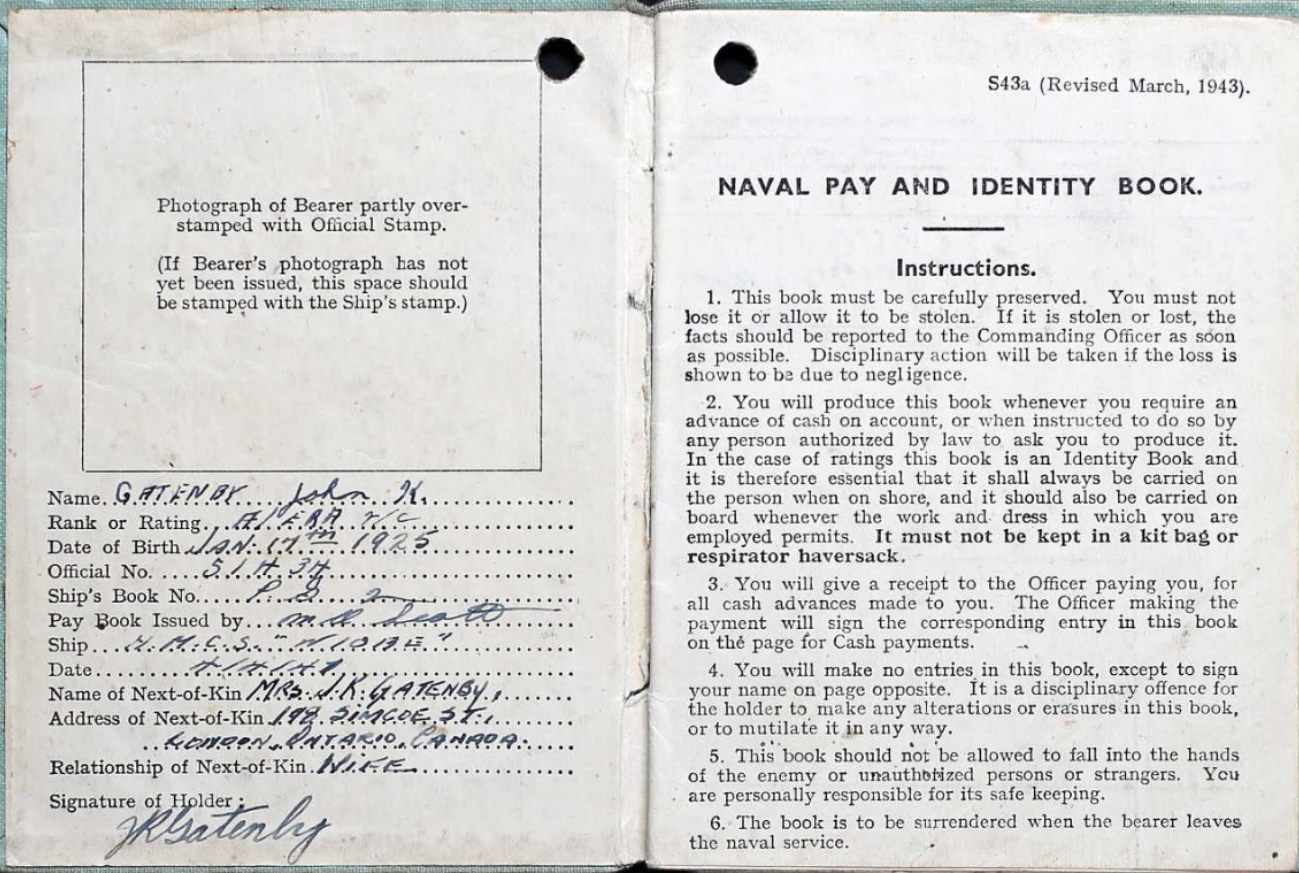 Photograph of Bearer partly over-
stamped with Official Stamp.
(If Bearer's photograph has not
yet been issued, this space should
be stamped with the Ship's stamp.)
Name. GATENBY John K.
Rank or Rating
Date of Birth JAN. 17th 1925
Official No.
Ship's Book No.
Pay Book Issued by
Ship H.M.C.S. "NIOBE"
Date
Name of Next-of-Kin MRS. J.K. GATENBY,
Address of Next-of-Kin 198 SIMCOE ST.,
LONDON, ONTARIO, CANADA.
Relationship of Next-of-Kin WIFE
Signature of Holder:
JKGatenby
S43a (Revised March, 1943).
NAVAL PAY AND IDENTITY BOOK.
Instructions.
1. This book must be carefully preserved. You must not
lose it or allow it to be stolen. If it is stolen or lost, the
facts should be reported to the Commanding Officer as soon
as possible. Disciplinary action will be taken if the loss is
shown to be due to negligence.
2. You will produce this book whenever you require an
advance of cash on account, or when instructed to do so by
any person authorized by law to ask you to produce it.
In the case of ratings this book is an Identity Book and
it is therefore essential that it shall always be carried on
the person when on shore, and it should also be carried on
board whenever the work and dress in which you are
employed permits. It must not be kept in a kit bag or
respirator haversack.
3. You will give a receipt to the Officer paying you, for
all cash advances made to you. The Officer making the
payment will sign the corresponding entry in this book
on the page for Cash payments.
4. You will make no entries in this book, except to sign
your name on page opposite. It is a disciplinary offence for
the holder to make any alterations or erasures in this book,
or to mutilate it in any way.
5. This book should not be allowed to fall into the hands
of the enemy or unauthorized persons or strangers. You
are personally responsible for its safe keeping.
6. The book is to be surrendered when the bearer leaves
the naval service.